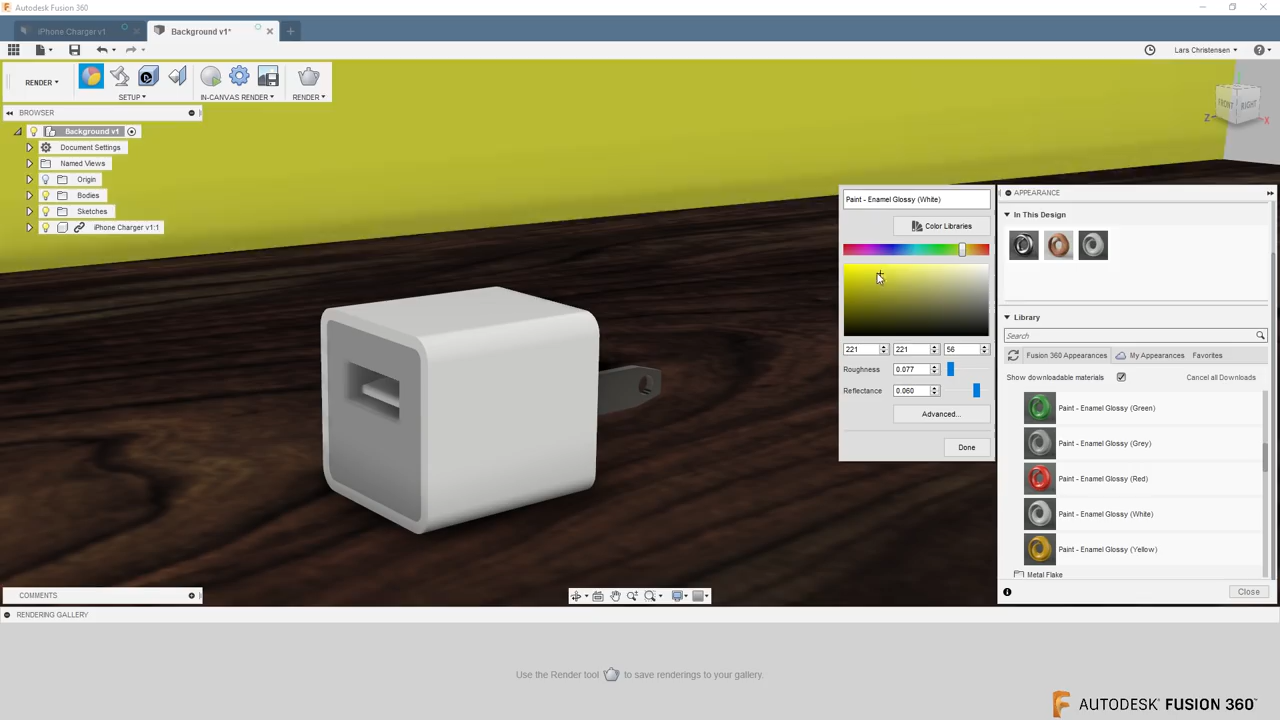 Autodesk Fusion 360
iPhone Charger v1
Background v1*
Lars Christensen
RENDER
SETUP
IN-CANVAS RENDER
RENDER
BROWSER
Background v1
Document Settings
Named Views
Origin
Bodies
Sketches
iPhone Charger v1:1
FRONT
RIGHT
Z
X
Paint - Enamel Glossy (White)
Color Libraries
221
221
56
Roughness
0.077
Reflectance
0.060
Advanced...
Done
APPEARANCE
In This Design
Library
Search
Fusion 360 Appearances
My Appearances
Favorites
Show downloadable materials
Cancel all Downloads
Paint - Enamel Glossy (Green)
Paint - Enamel Glossy (Grey)
Paint - Enamel Glossy (Red)
Paint - Enamel Glossy (White)
Paint - Enamel Glossy (Yellow)
Metal Flake
Close
COMMENTS
RENDERING GALLERY
Use the Render tool to save renderings to your gallery.
AUTODESK® FUSION 360™